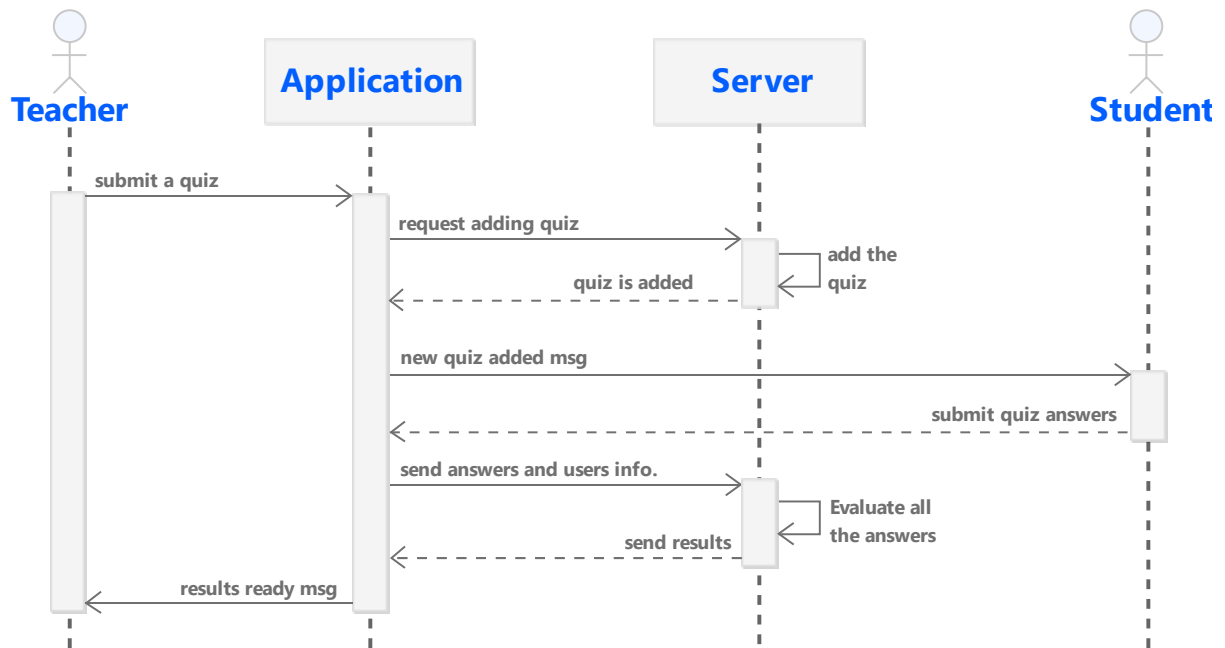 Teacher
Application
Server
Student
submit a quiz
request adding quiz
add the
quiz
quiz is added
new quiz added msg
submit quiz answers
send answers and users info.
Evaluate all
the answers
send results
results ready msg